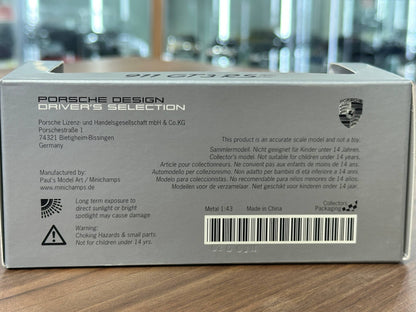 911 GT3 RS
PORSCHE DESIGN
DRIVER'S SELECTION
Porsche Lizenz- und Handelsgesellschaft mbH & Co.KG
Porschestraße 1
74321 Bietigheim-Bissingen
Germany
Manufactured by:
Paul's Model Art / Minichamps
www.minichamps.de
Long term exposure to
direct sunlight or bright
spotlight may cause damage
Warning:
Choking Hazards & small parts.
Not for children under 14 yrs.
This product is an accurate scale model and not a toy!
Sammlermodell. Nicht geeignet für Kinder unter 14 Jahren.
Collector's model. Not suitable for children under 14 years.
Article pour collectionneurs. Ne convient pas aux enfants de moins de 14 ans.
Automodello per collezionismo. Non adatto per bambini di eta inferiore a 14 anni.
Modelo para coleccionistas. No recomendable para niños menores de 14 años.
Modellen voor de verzamelaar. Niet geschikt voor kinderen onder 14 jaar.
Metal 1:43
Made in China
Collectors
Packaging